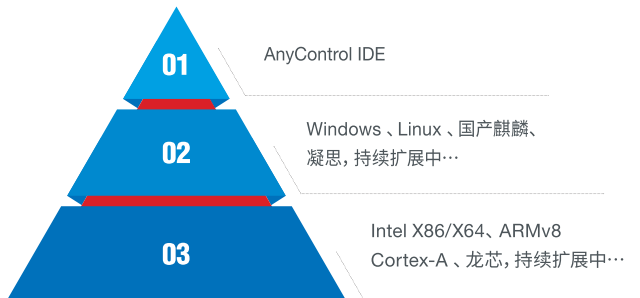 01
AnyControl IDE
02
Windows 、Linux 、国产麒麟、
凝思，持续扩展中…
03
Intel X86/X64、ARMv8
Cortex-A 、龙芯，持续扩展中…